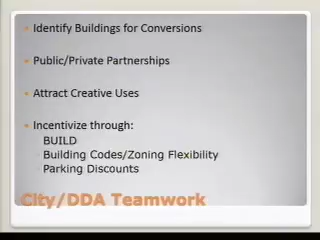 Identify Buildings for Conversions
Public/Private Partnerships
Attract Creative Uses
Incentivize through:
BUILD
Building Codes/Zoning Flexibility
Parking Discounts
City/DDA Teamwork